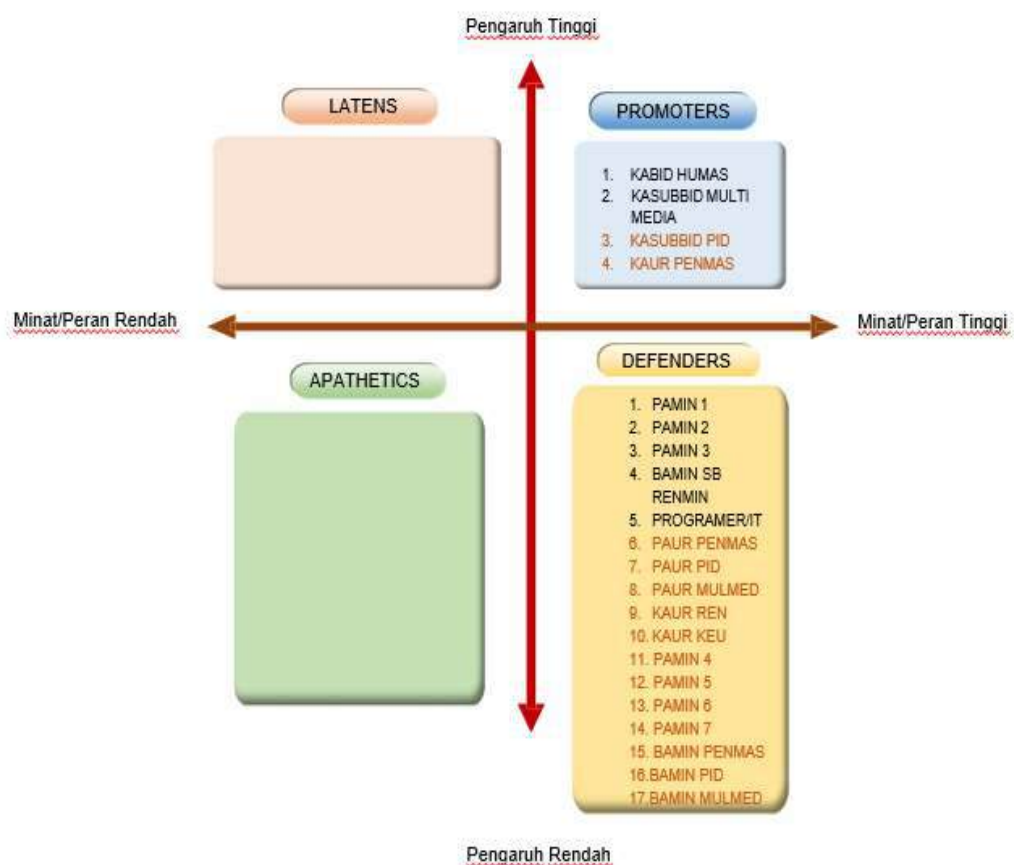 Pengaruh Tinggi
LATENS
PROMOTERS
1. KABID HUMAS
2. KASUBBID MULTI
MEDIA
3. KASUBBID PID
4. KAUR PENMAS
Minat/Peran Rendah
Minat/Peran Tinggi
APATHETICS
DEFENDERS
1. PAMIN 1
2. PAMIN 2
3. PAMIN 3
4. BAMIN SB
RENMIN
5. PROGRAMER/IT
6. PAUR PENMAS
7. PAUR PID
8. PAUR MULMED
9. KAUR REN
10. KAUR KEU
11. PAMIN 4
12. PAMIN 5
13. PAMIN 6
14. PAMIN 7
15. BAMIN PENMAS
16.BAMIN PID
17.BAMIN MULMED
Pengaruh Rendah